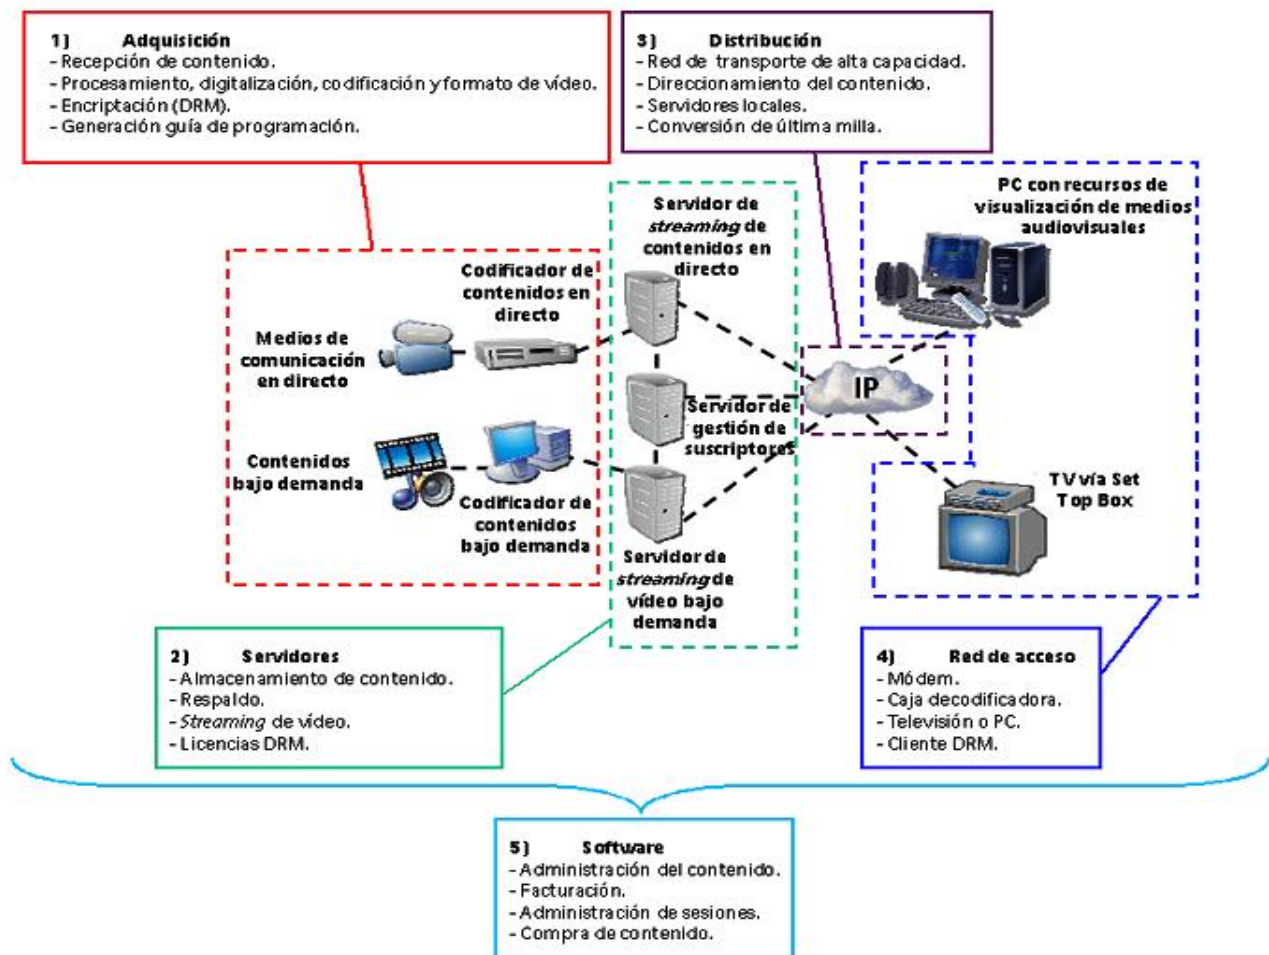 1) Adquisición
- Recepción de contenido.
- Procesamiento, digitalización, codificación y formato de vídeo.
- Encriptación (DRM).
- Generación guía de programación.
3) Distribución
- Red de transporte de alta capacidad.
- Direccionamiento del contenido.
- Servidores locales.
- Conversión de última milla.
Medios de
comunicación
en directo
Codificador de
contenidos en
directo
Contenidos
bajo demanda
Codificador de
contenidos
bajo demanda
Servidor de
streaming de
contenidos en
directo
Servidor de
gestión de
suscriptores
Servidor de
streaming de
vídeo bajo
demanda
IP
PC con recursos de
visualización de medios
audiovisuales
TV vía Set
Top Box
2) Servidores
- Almacenamiento de contenido.
- Respaldo.
- Streaming de vídeo.
- Licencias DRM.
4) Red de acceso
- Módem.
- Caja decodificadora.
- Televisión o PC.
- Cliente DRM.
5) Software
- Administración del contenido.
- Facturación.
- Administración de sesiones.
- Compra de contenido.